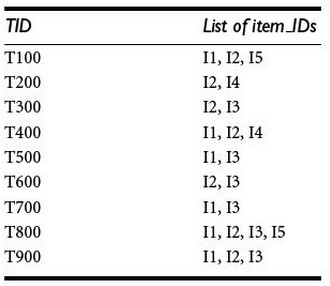 TID List of item_IDs
T100 I1, I2, I5
T200 I2, I4
T300 I2, I3
T400 I1, I2, I4
T500 I1, I3
T600 I2, I3
T700 I1, I3
T800 I1, I2, I3, I5
T900 I1, I2, I3